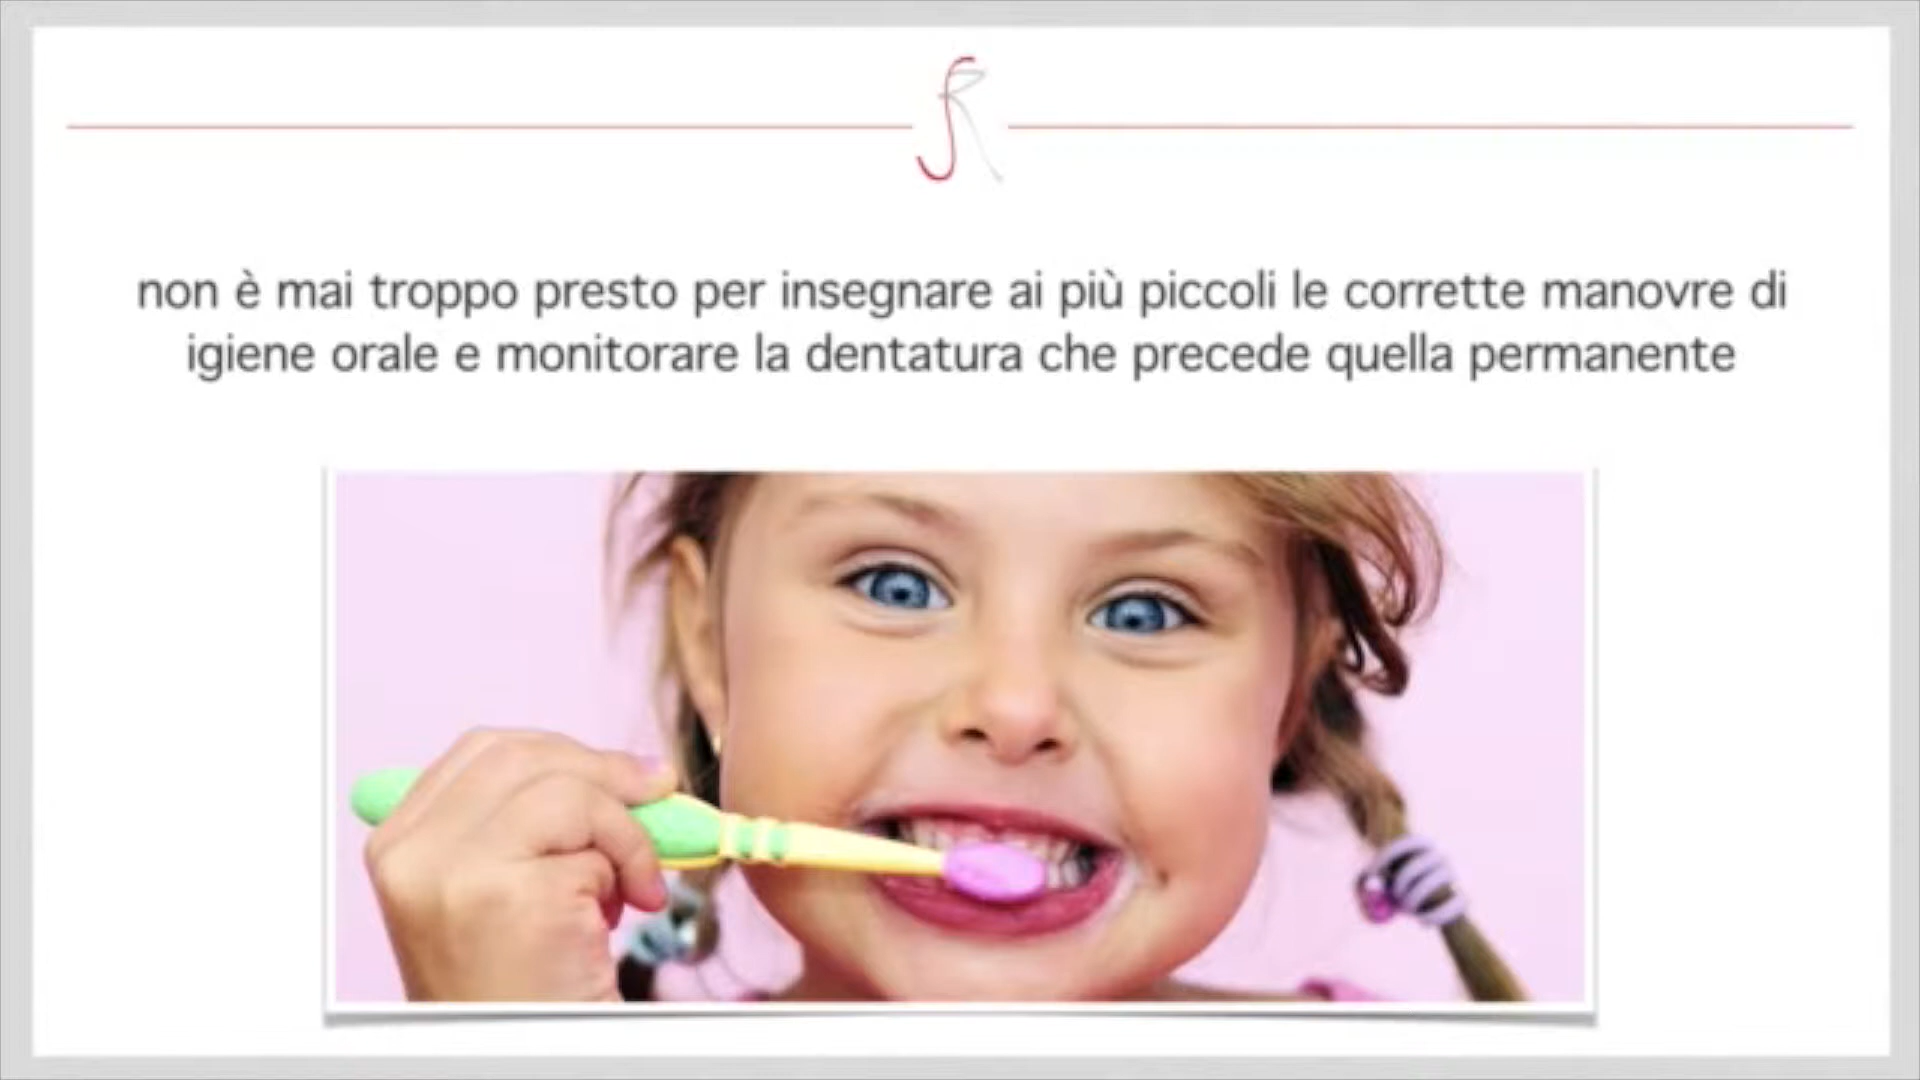 non è mai troppo presto per insegnare ai più piccoli le corrette manovre di
igiene orale e monitorare la dentatura che precede quella permanente